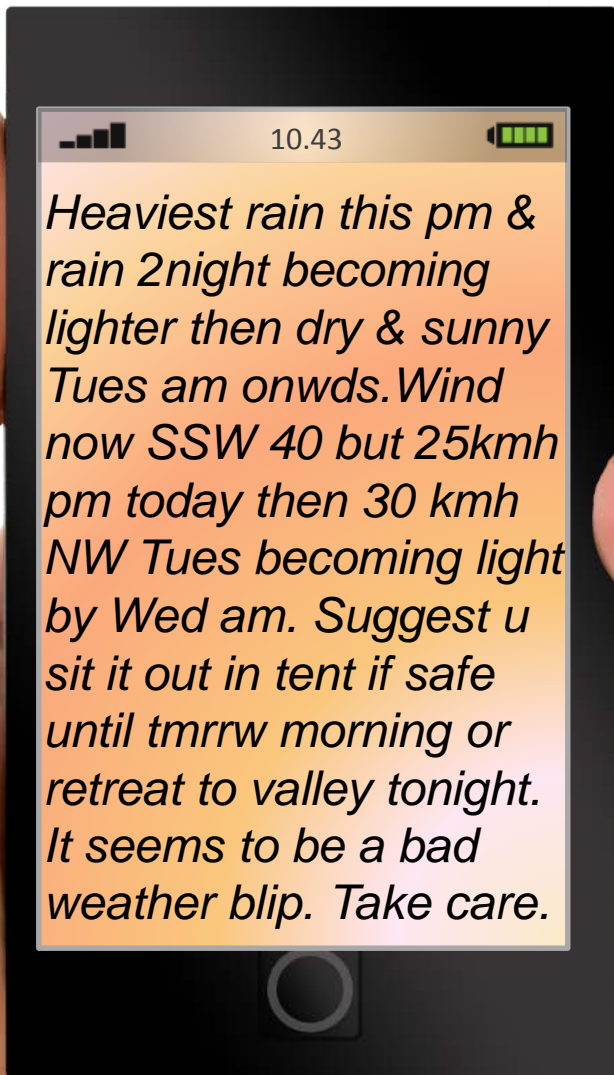 10.43
Heaviest rain this pm &
rain 2night becoming
lighter then dry & sunny
Tues am onwds.Wind
now SSW 40 but 25kmh
pm today then 30 kmh
NW Tues becoming light
by Wed am. Suggest u
sit it out in tent if safe
until tmrrw morning or
retreat to valley tonight.
It seems to be a bad
weather blip. Take care.